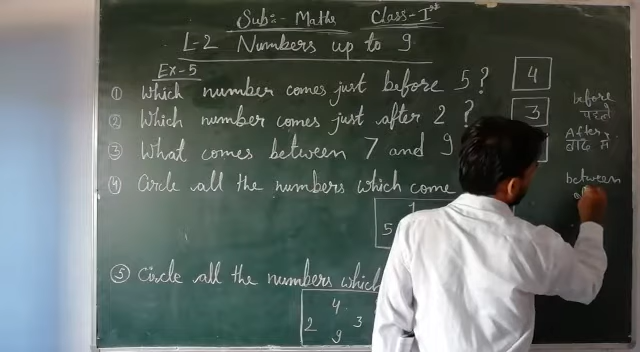 Sub:- Maths Class-Ist
L-2 Numbers up to 9
Ex-5
① Which number comes just before 5? 4
② Which number comes just after 2? 3
③ What comes between 7 and 9
④ Circle all the numbers which come
1
5
⑤ Circle all the numbers which
4
2 3
9
before
पहले
After
बाद में
between